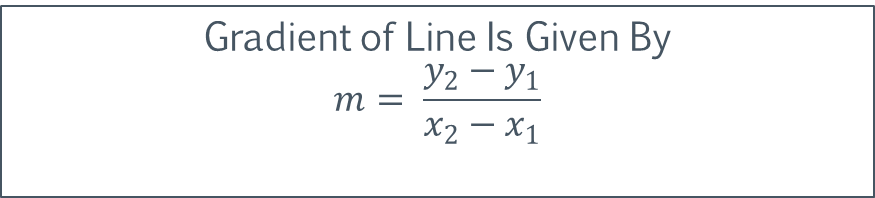 Gradient of Line Is Given By
𝑚 = (𝑦₂ − 𝑦₁)/(𝑥₂ − 𝑥₁)